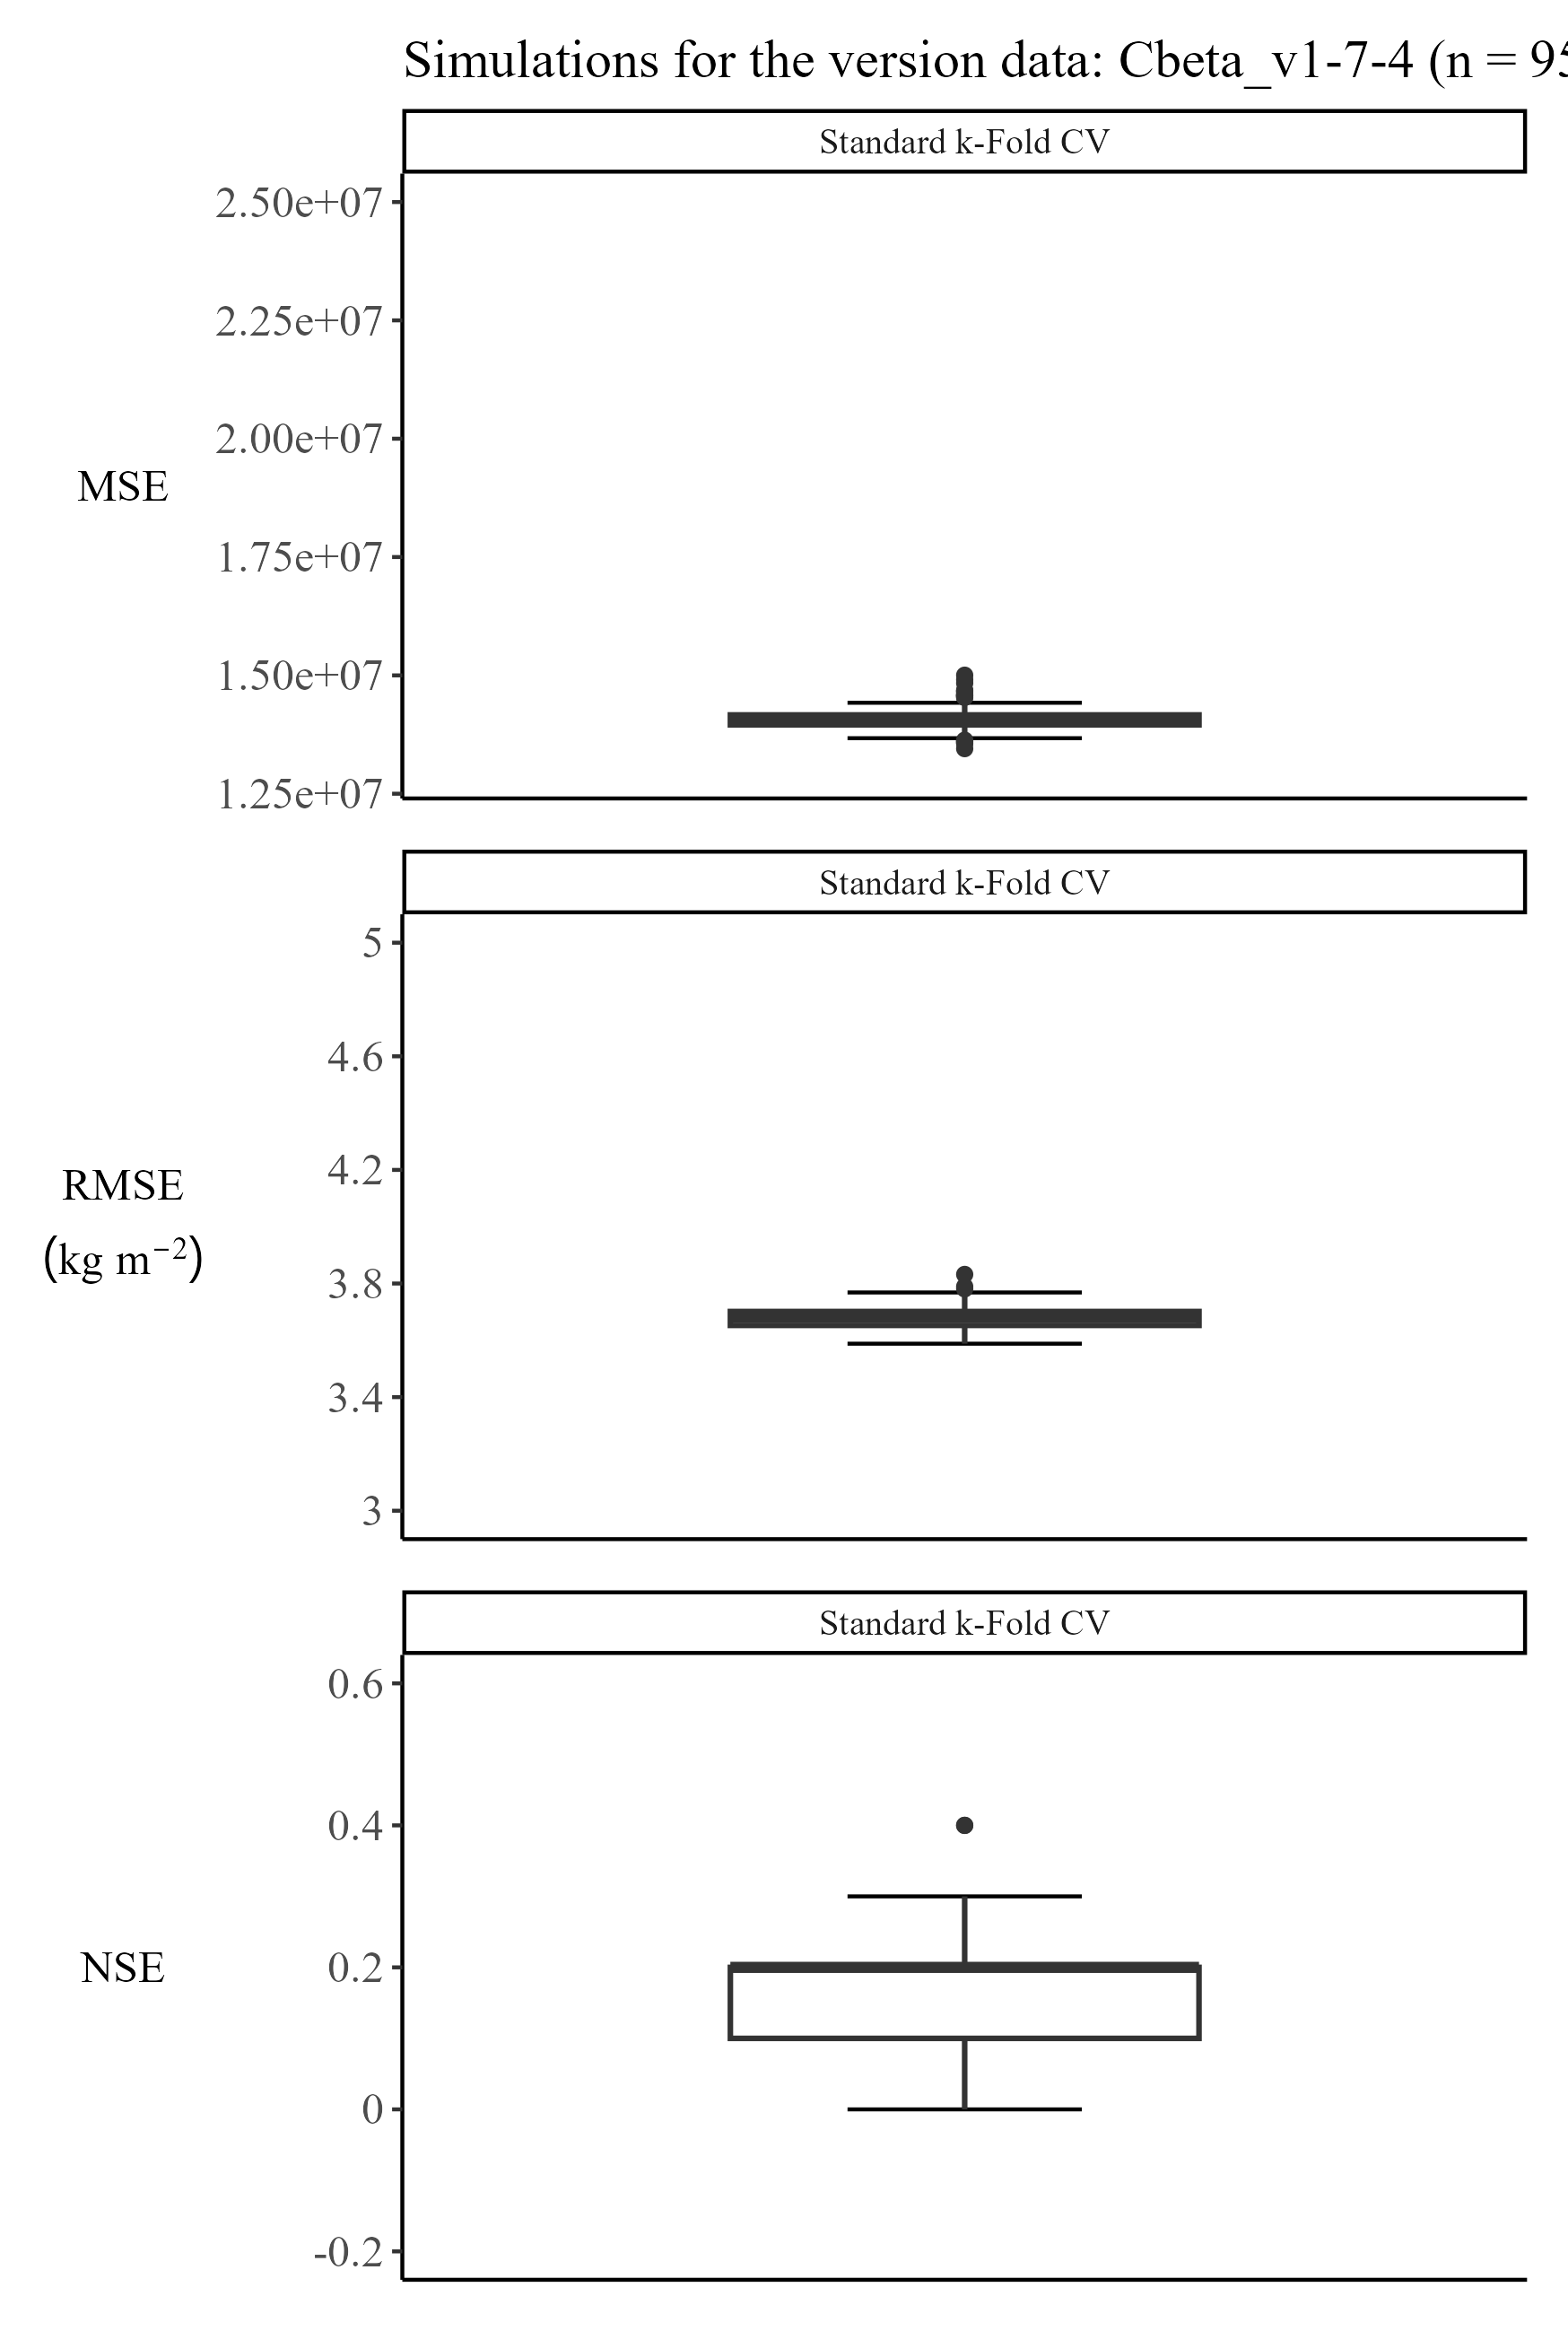 Simulations for the version data: Cbeta_v1-7-4 (n = 95
Standard k-Fold CV
2.50e+07
2.25e+07
2.00e+07
MSE
1.75e+07
1.50e+07
1.25e+07
Standard k-Fold CV
5
4.6
4.2
RMSE
(kg m⁻²)
3.8
3.4
3
Standard k-Fold CV
0.6
0.4
NSE
0.2
0
-0.2